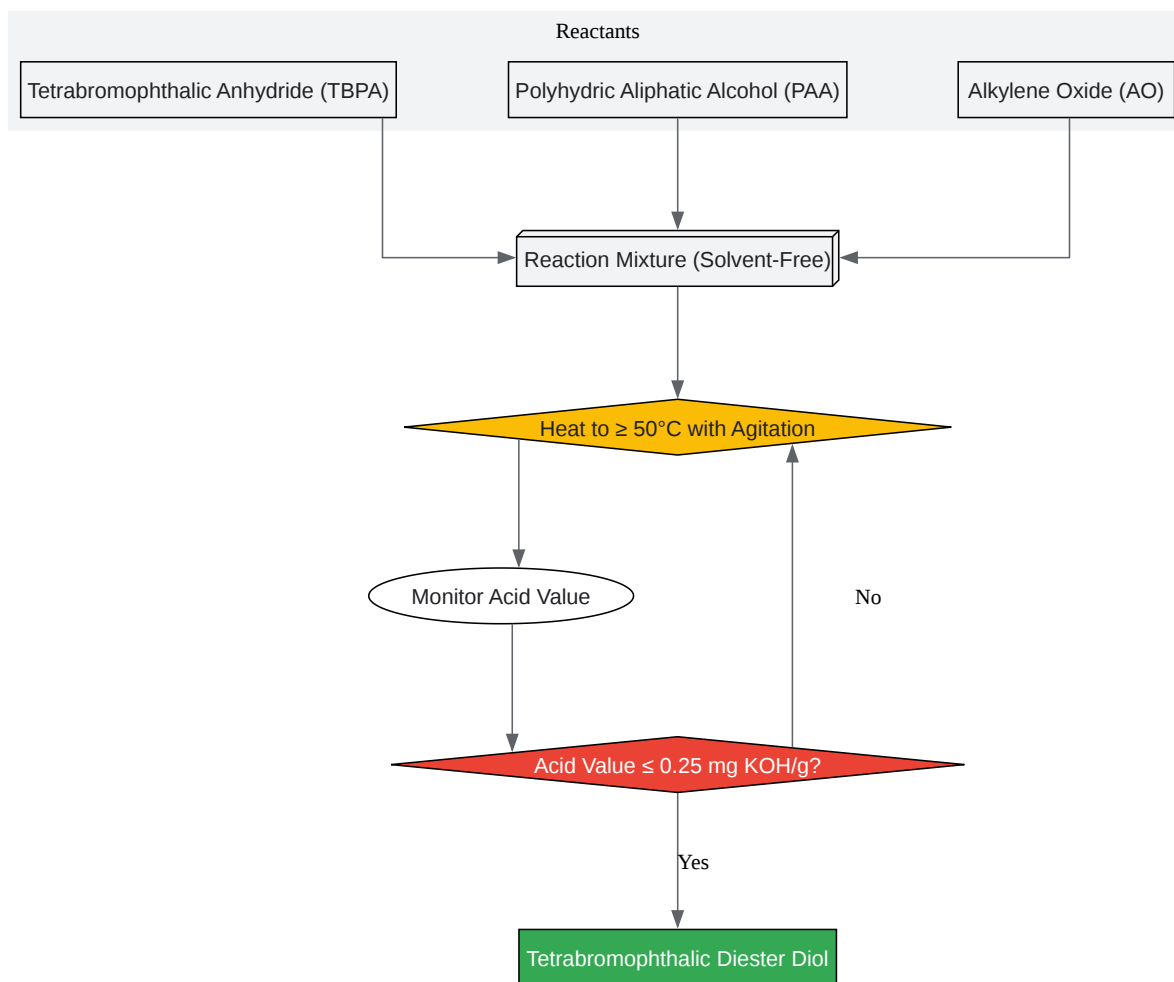 Reactants
Tetrabromophthalic Anhydride (TBPA)
Polyhydric Aliphatic Alcohol (PAA)
Alkylene Oxide (AO)
Reaction Mixture (Solvent-Free)
Heat to ≥ 50°C with Agitation
Monitor Acid Value
No
Acid Value ≤ 0.25 mg KOH/g?
Yes
Tetrabromophthalic Diester Diol